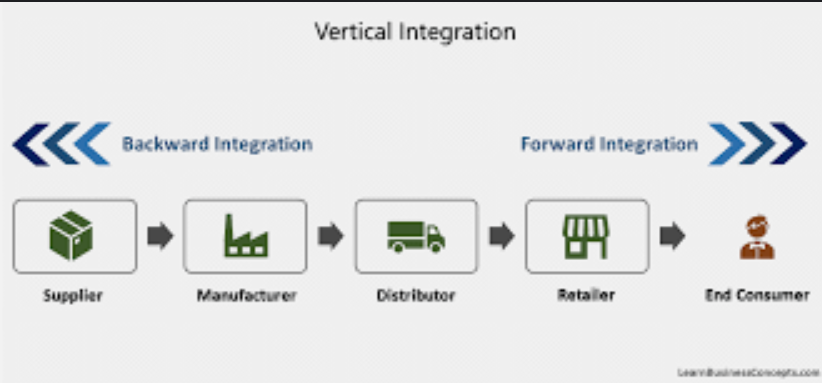 Vertical Integration
Backward Integration
Forward Integration
Supplier
Manufacturer
Distributor
Retailer
End Consumer
LearnBusinessConcepts.com